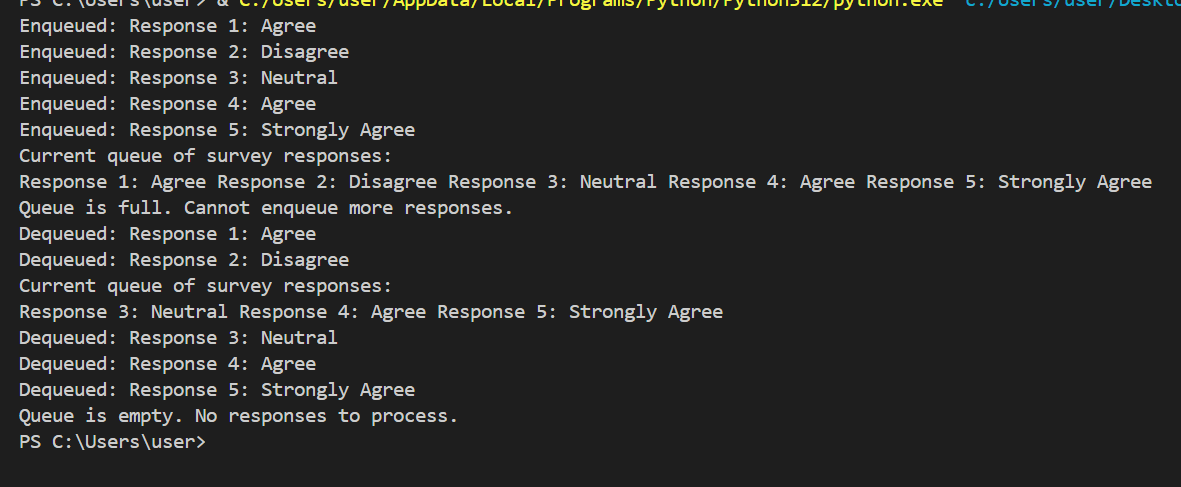 PS C:\Users\user> & C:/Users/user/AppData/Local/Programs/Python/Python312/python.exe c:/Users/user/Deskto
Enqueued: Response 1: Agree
Enqueued: Response 2: Disagree
Enqueued: Response 3: Neutral
Enqueued: Response 4: Agree
Enqueued: Response 5: Strongly Agree
Current queue of survey responses:
Response 1: Agree Response 2: Disagree Response 3: Neutral Response 4: Agree Response 5: Strongly Agree
Queue is full. Cannot enqueue more responses.
Dequeued: Response 1: Agree
Dequeued: Response 2: Disagree
Current queue of survey responses:
Response 3: Neutral Response 4: Agree Response 5: Strongly Agree
Dequeued: Response 3: Neutral
Dequeued: Response 4: Agree
Dequeued: Response 5: Strongly Agree
Queue is empty. No responses to process.
PS C:\Users\user>